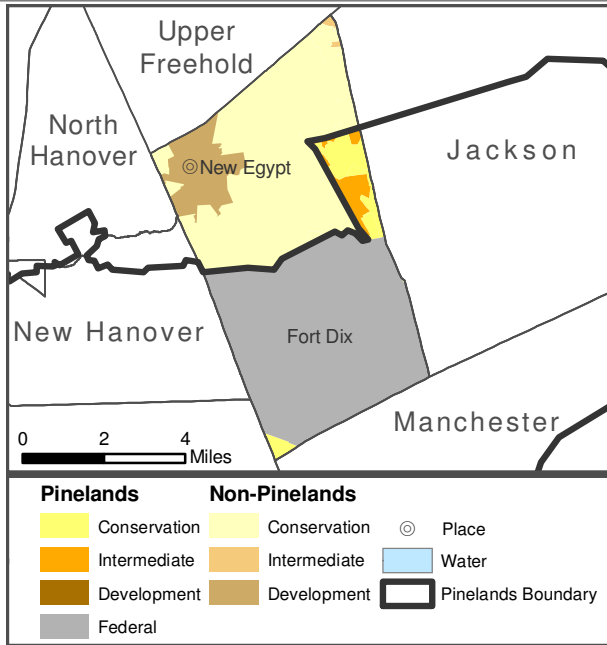 Upper
Freehold
North
Hanover
New Egypt
Jackson
New Hanover
Fort Dix
Manchester
0 2 4
Miles
Pinelands Non-Pinelands
Conservation Conservation Place
Intermediate Intermediate Water
Development Development Pinelands Boundary
Federal